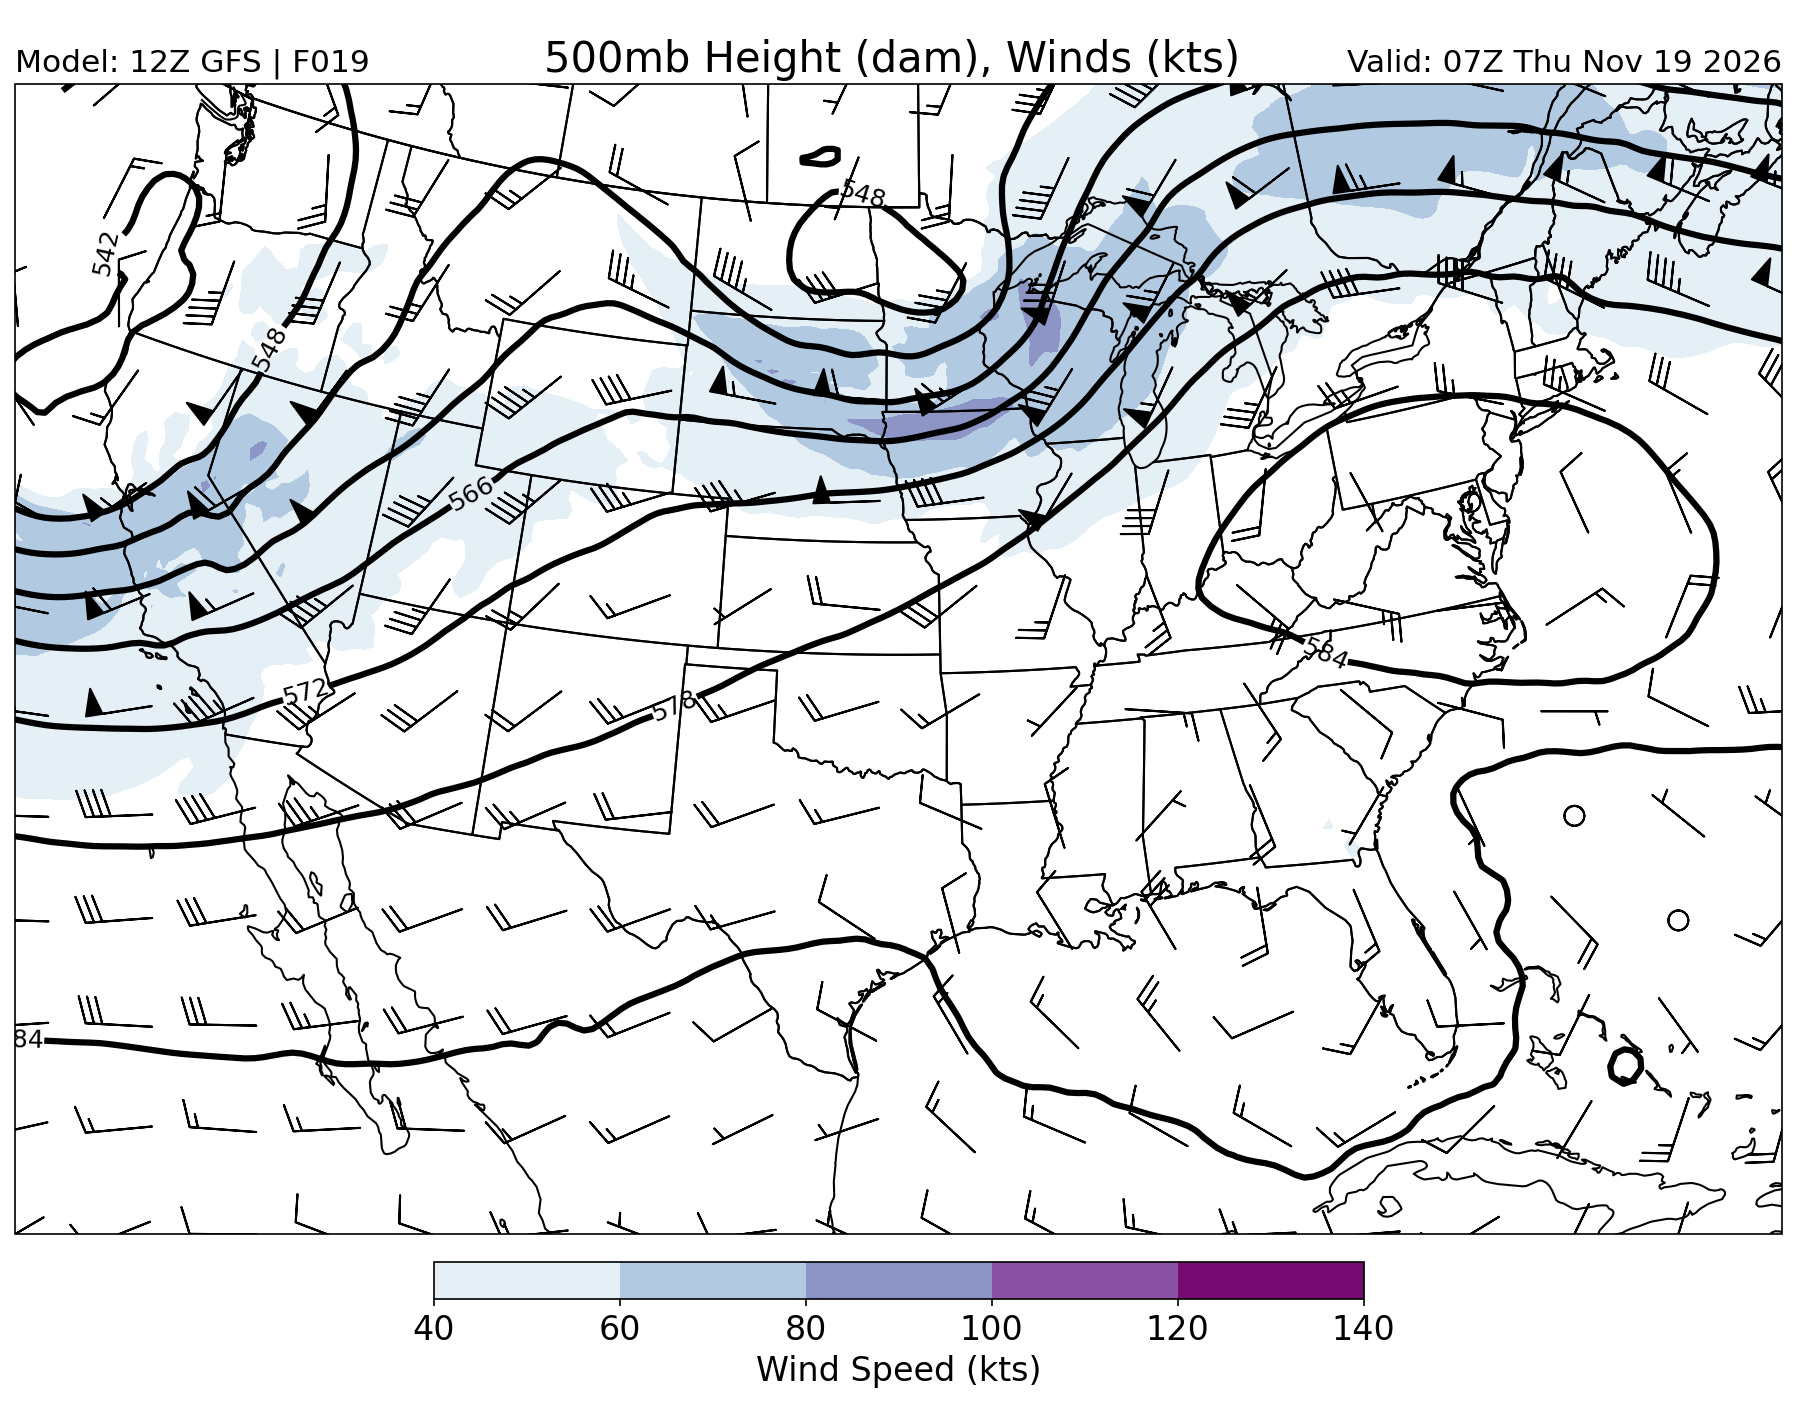 Model: 12Z GFS | F019
500mb Height (dam), Winds (kts)
Valid: 07Z Thu Nov 19 2026
548
542
548
566
584
572
578
84
40 60 80 100 120 140
Wind Speed (kts)